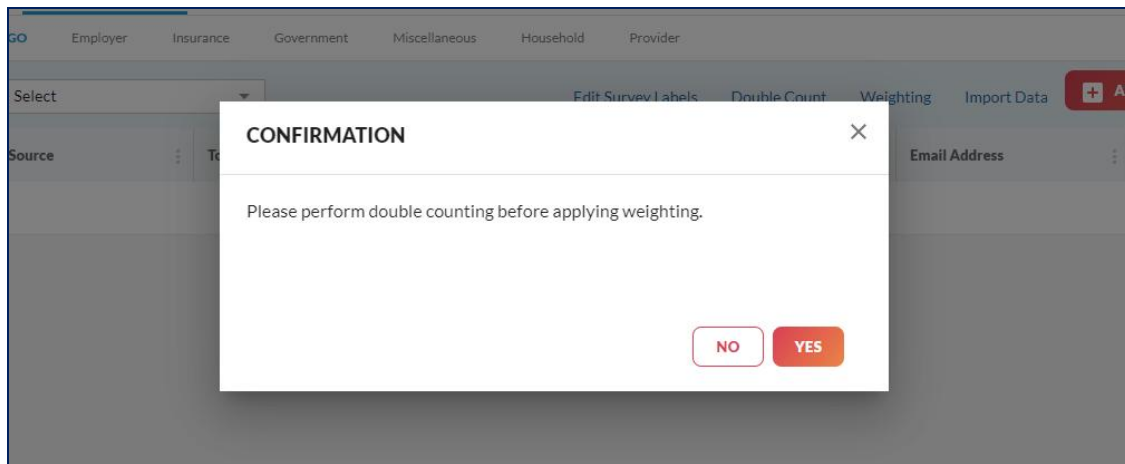 GO Employer Insurance Government Miscellaneous Household Provider
Select Edit Survey Labels Double Count Weighting Import Data A
Source To Email Address
CONFIRMATION
Please perform double counting before applying weighting.
NO YES